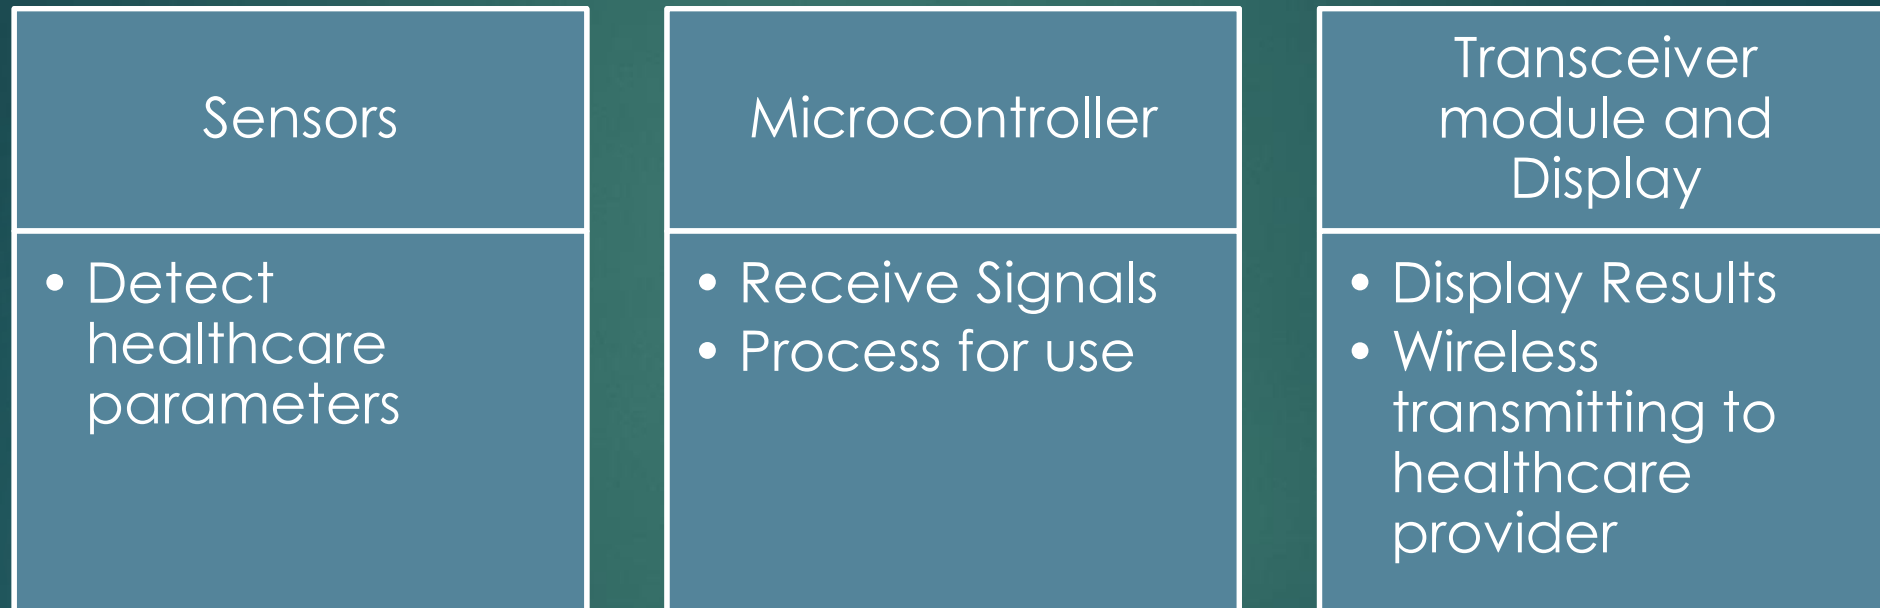 Sensors
• Detect
healthcare
parameters
Microcontroller
• Receive Signals
• Process for use
Transceiver
module and
Display
• Display Results
• Wireless
transmitting to
healthcare
provider